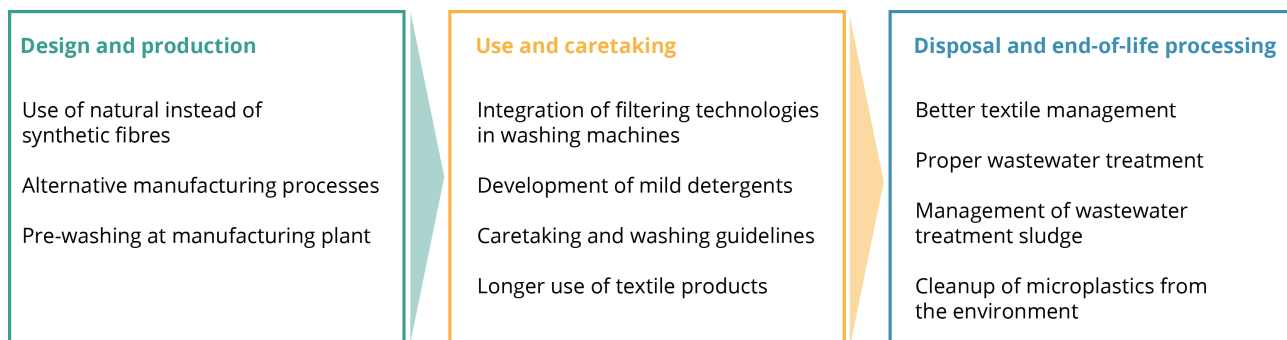 Design and production
Use of natural instead of
synthetic fibres
Alternative manufacturing processes
Pre-washing at manufacturing plant
Use and caretaking
Integration of filtering technologies
in washing machines
Development of mild detergents
Caretaking and washing guidelines
Longer use of textile products
Disposal and end-of-life processing
Better textile management
Proper wastewater treatment
Management of wastewater
treatment sludge
Cleanup of microplastics from
the environment